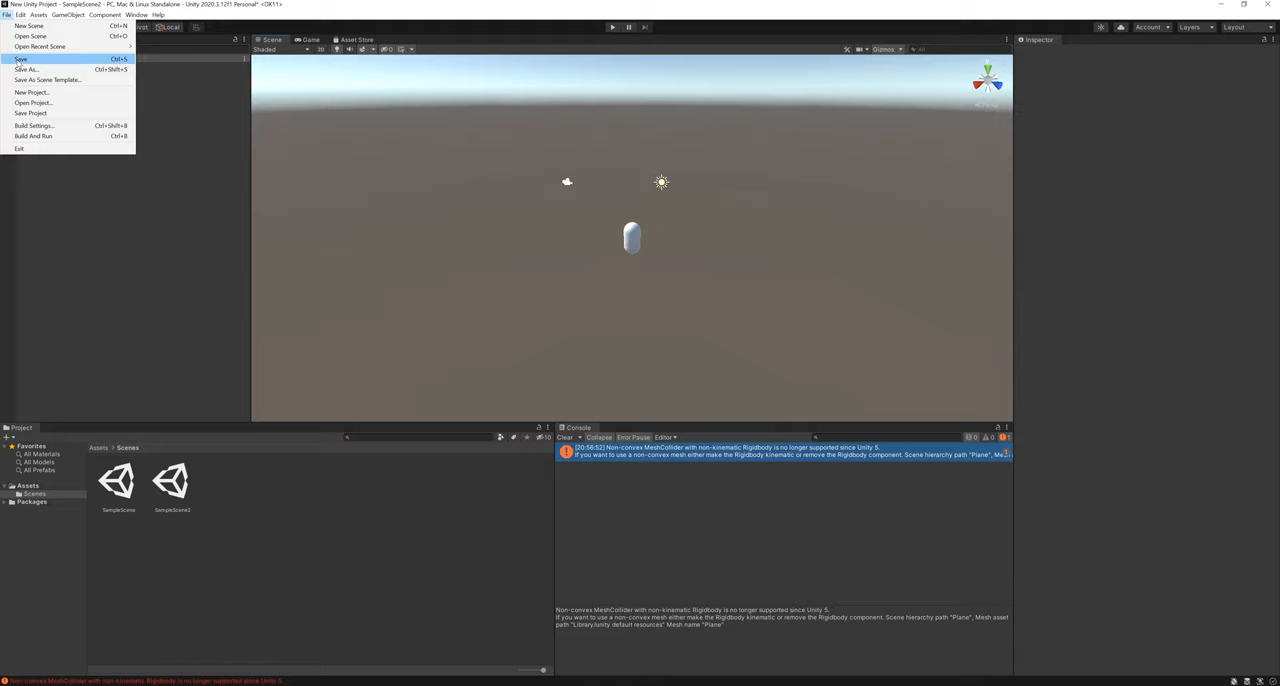 New Unity Project - SampleScene2 - PC, Mac & Linux Standalone - Unity 2020.3.12f1 Personal* <DX11>
File Edit Assets GameObject Component Window Help
New Scene Ctrl+N
Open Scene Ctrl+O
Open Recent Scene
Save Ctrl+S
Save As... Ctrl+Shift+S
Save As Scene Template...
New Project...
Open Project...
Save Project
Build Settings... Ctrl+Shift+B
Build And Run Ctrl+B
Exit
Local
Account Layers Layout
Scene Game Asset Store
Shaded 2D
Gizmos All
Inspector
Project
Favorites
All Materials
All Models
All Prefabs
Assets
Scenes
Packages
Assets Scenes
SampleScene SampleScene2
10
Console
Clear Collapse Error Pause Editor
0 0 1
[20:56:52] Non-convex MeshCollider with non-kinematic Rigidbody is no longer supported since Unity 5.
If you want to use a non-convex mesh either make the Rigidbody kinematic or remove the Rigidbody component. Scene hierarchy path "Plane", Me
Non-convex MeshCollider with non-kinematic Rigidbody is no longer supported since Unity 5.
If you want to use a non-convex mesh either make the Rigidbody kinematic or remove the Rigidbody component. Scene hierarchy path "Plane", Mesh asset
path "Library/unity default resources" Mesh name "Plane"
Non-convex MeshCollider with non-kinematic Rigidbody is no longer supported since Unity 5.